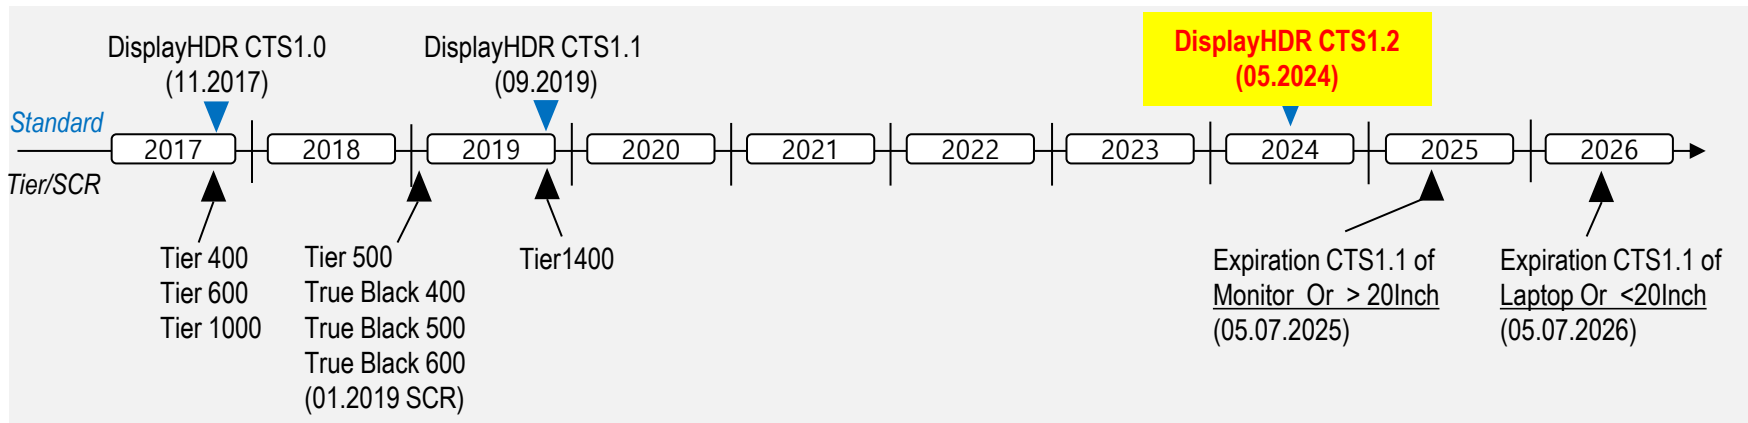 DisplayHDR CTS1.0
(11.2017)
DisplayHDR CTS1.1
(09.2019)
DisplayHDR CTS1.2
(05.2024)
Standard
2017
2018
2019
2020
2021
2022
2023
2024
2025
2026
Tier/SCR
Tier 400
Tier 600
Tier 1000
Tier 500
True Black 400
True Black 500
True Black 600
(01.2019 SCR)
Tier1400
Expiration CTS1.1 of
Monitor Or > 20Inch
(05.07.2025)
Expiration CTS1.1 of
Laptop Or <20Inch
(05.07.2026)